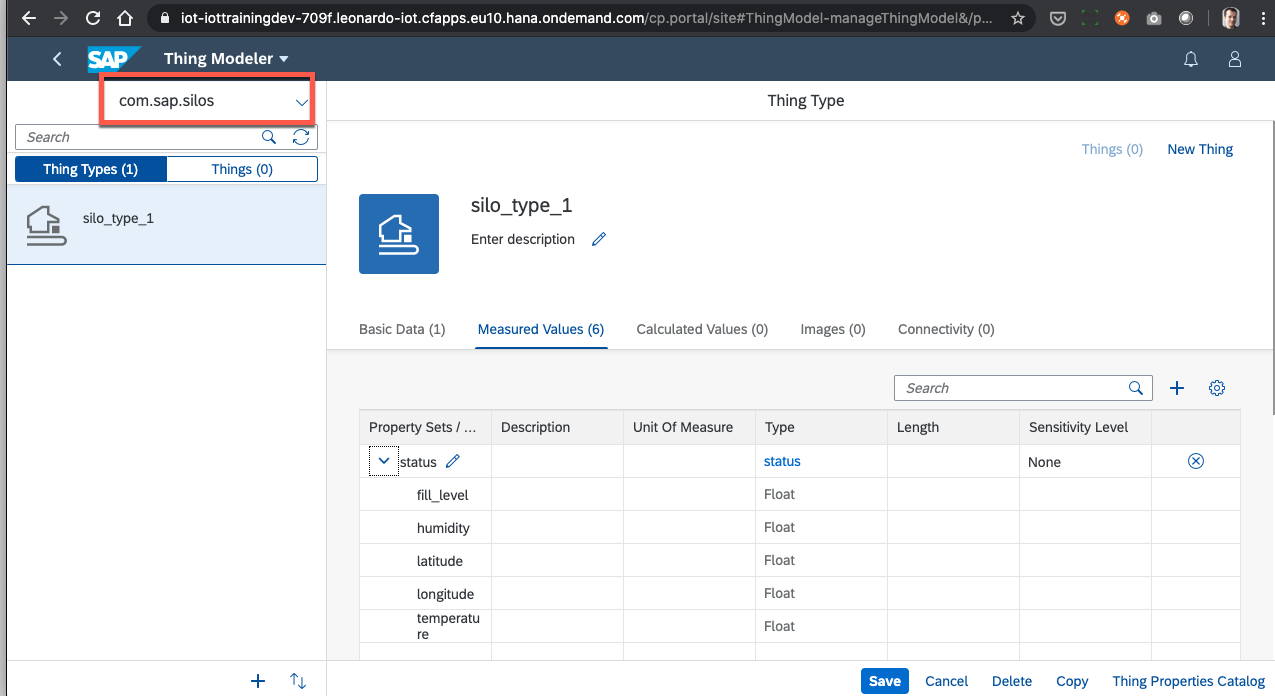 iot-iottrainingdev-709f.leonardo-iot.cfapps.eu10.hana.ondemand.com/cp.portal/site#ThingModel-manageThingModel&/p...
SAP Thing Modeler
com.sap.silos
Thing Type
Search
Things (0) New Thing
Thing Types (1) Things (0)
silo_type_1
silo_type_1
Enter description
Basic Data (1) Measured Values (6) Calculated Values (0) Images (0) Connectivity (0)
Search
Property Sets / ... Description Unit Of Measure Type Length Sensitivity Level
status status None
fill_level Float
humidity Float
latitude Float
longitude Float
temperatu
re Float
Save Cancel Delete Copy Thing Properties Catalog